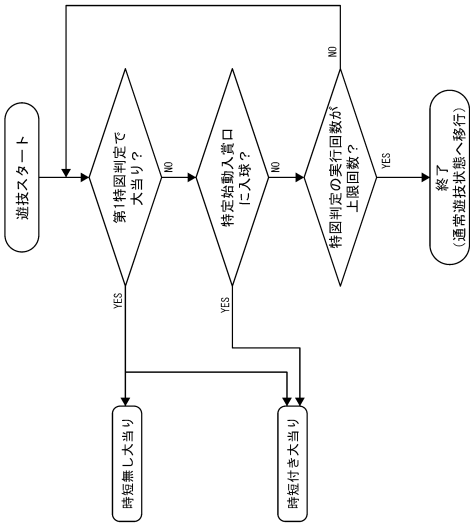 遊技スタート
第1特図判定で
大当り？
NO
YES
特定始動入賞口
に入球？
NO
YES
特図判定の実行回数が
上限回数？
NO
YES
終了
（通常遊技状態へ移行）
時短無し大当り
時短付き大当り